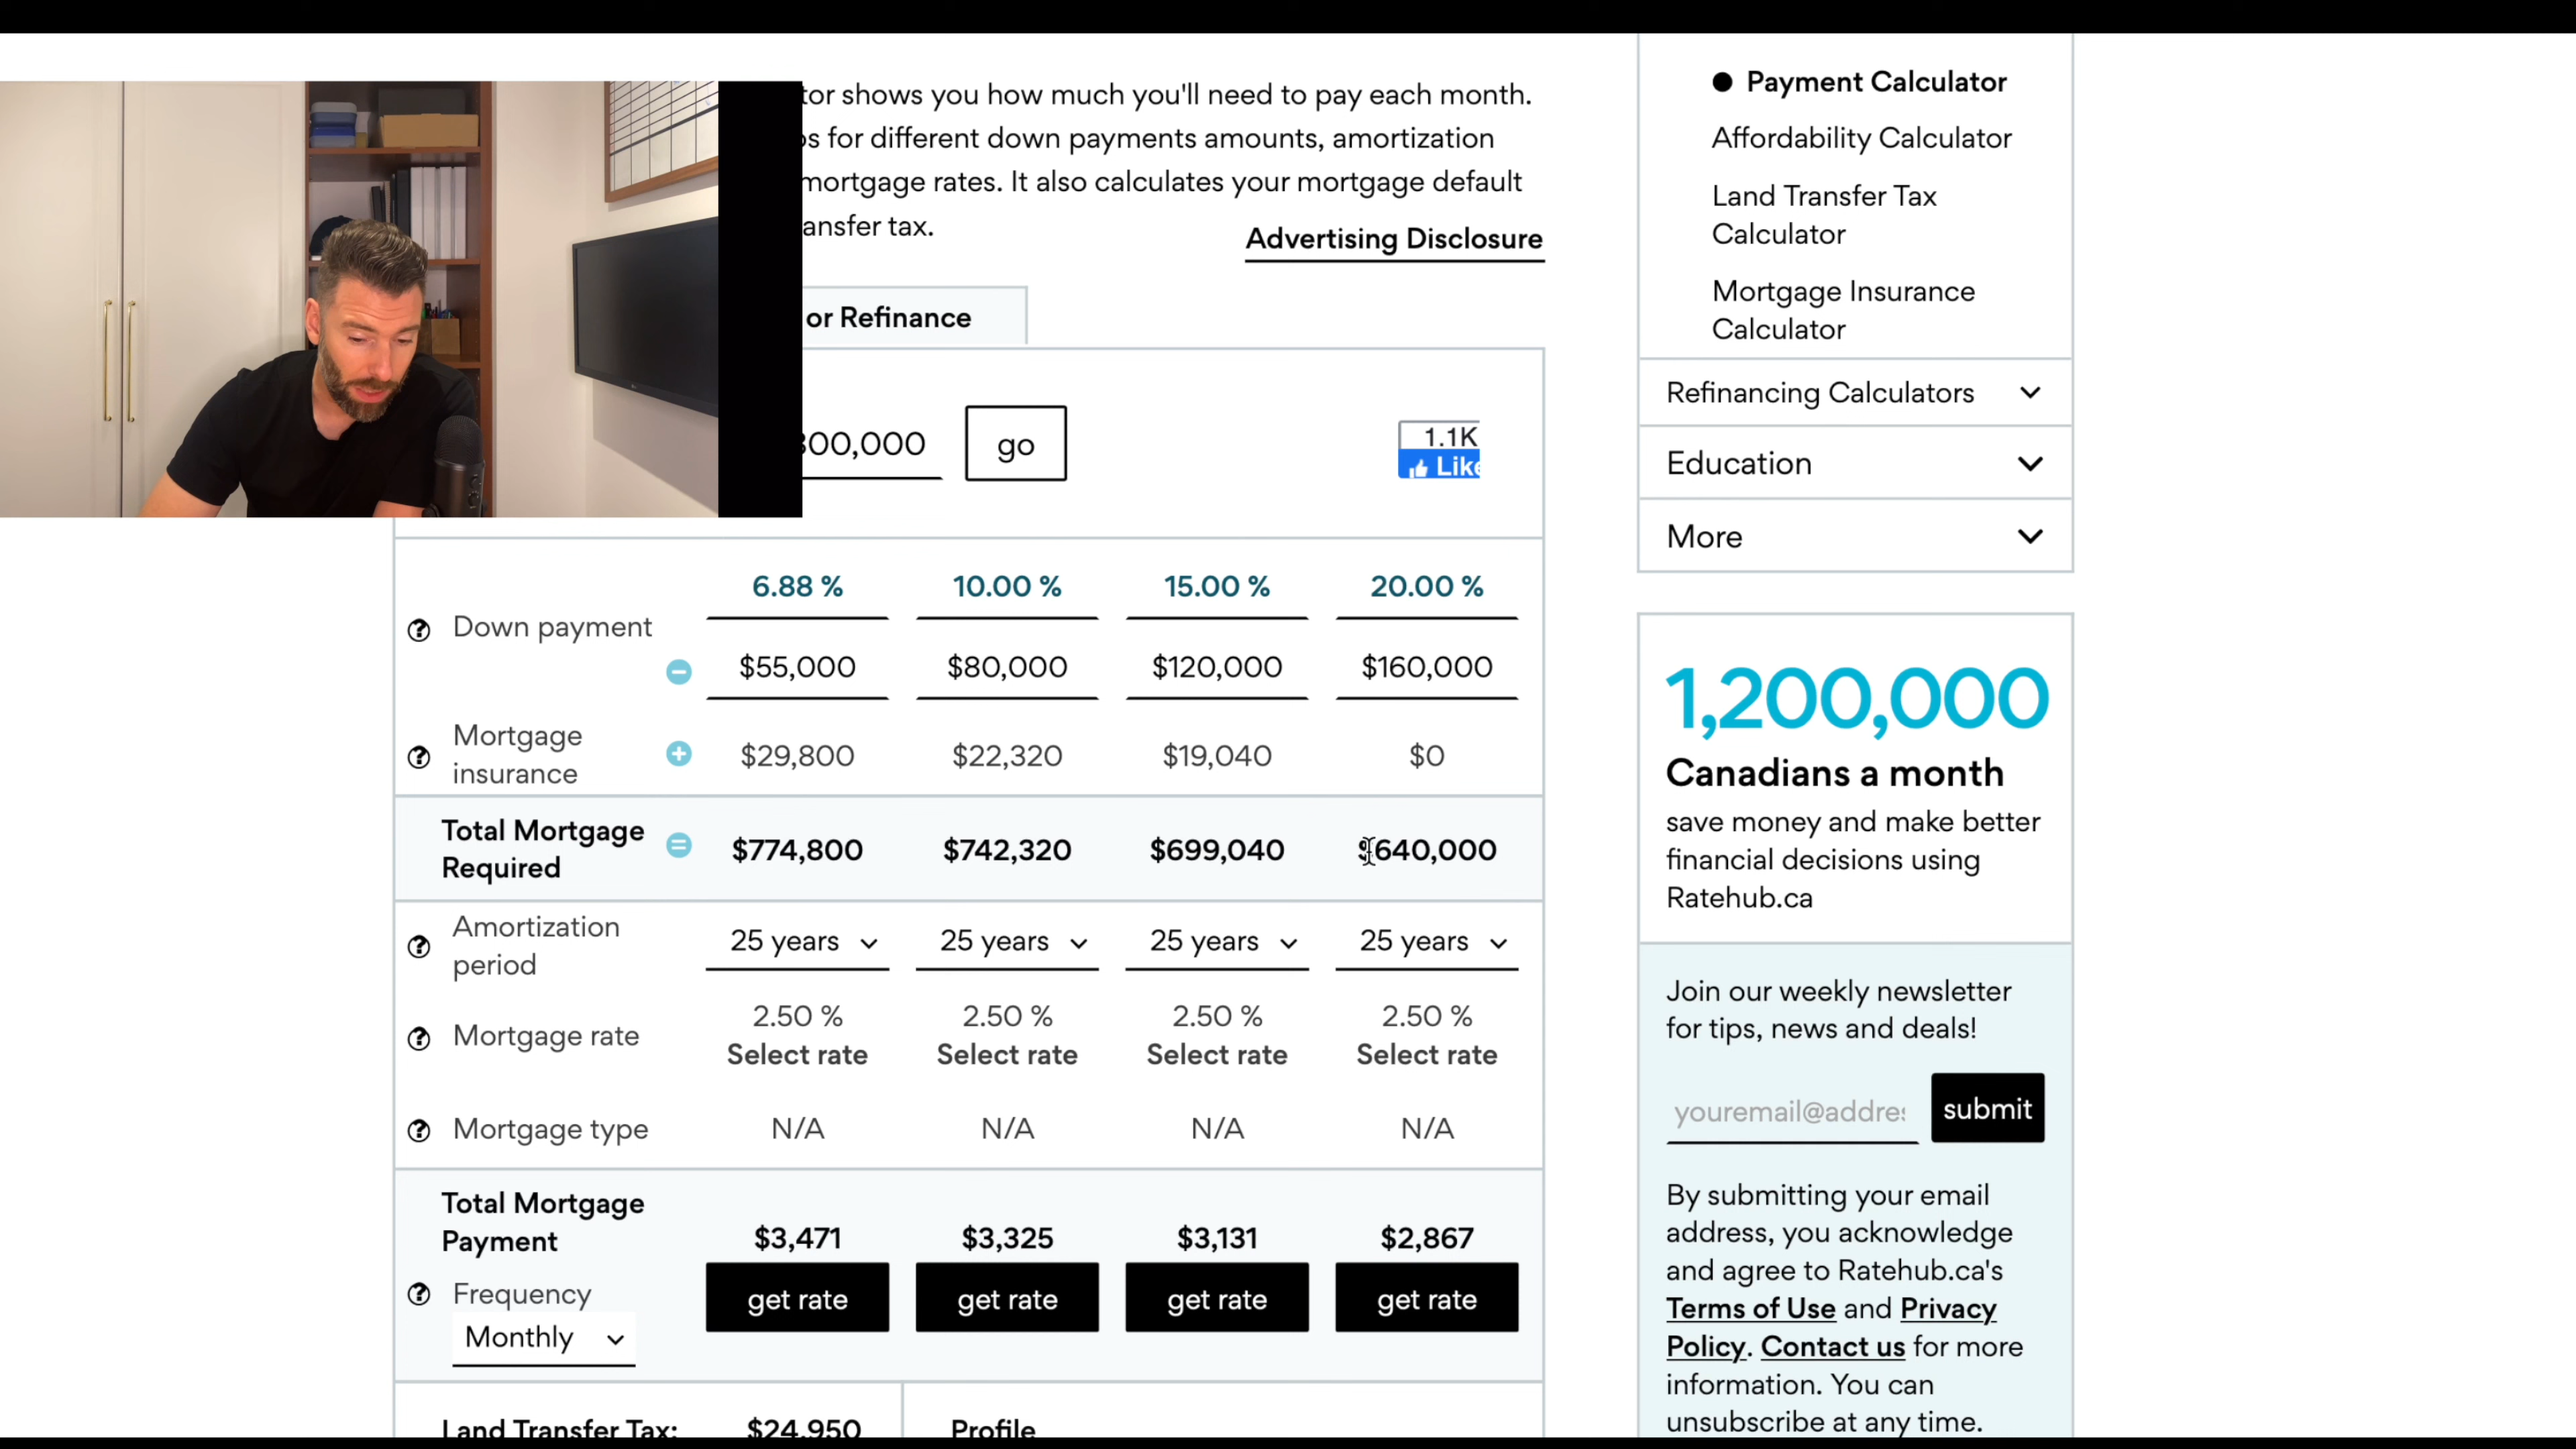 tor shows you how much you'll need to pay each month.
os for different down payments amounts, amortization
mortgage rates. It also calculates your mortgage default
ansfer tax.
Advertising Disclosure
or Refinance
300,000
go
1.1K
Like
6.88 % 10.00 % 15.00 % 20.00 %
Down payment
$55,000 $80,000 $120,000 $160,000
Mortgage
insurance
$29,800 $22,320 $19,040 $0
Total Mortgage
Required
$774,800 $742,320 $699,040 $640,000
Amortization
period
25 years 25 years 25 years 25 years
Mortgage rate
2.50 % 2.50 % 2.50 % 2.50 %
Select rate Select rate Select rate Select rate
Mortgage type N/A N/A N/A N/A
Total Mortgage
Payment
$3,471 $3,325 $3,131 $2,867
Frequency
Monthly
get rate get rate get rate get rate
Land Transfer Tax: $24,950 Profile
Payment Calculator
Affordability Calculator
Land Transfer Tax
Calculator
Mortgage Insurance
Calculator
Refinancing Calculators
Education
More
1,200,000
Canadians a month
save money and make better
financial decisions using
Ratehub.ca
Join our weekly newsletter
for tips, news and deals!
youremail@addres
submit
By submitting your email
address, you acknowledge
and agree to Ratehub.ca's
Terms of Use and Privacy
Policy. Contact us for more
information. You can
unsubscribe at any time.